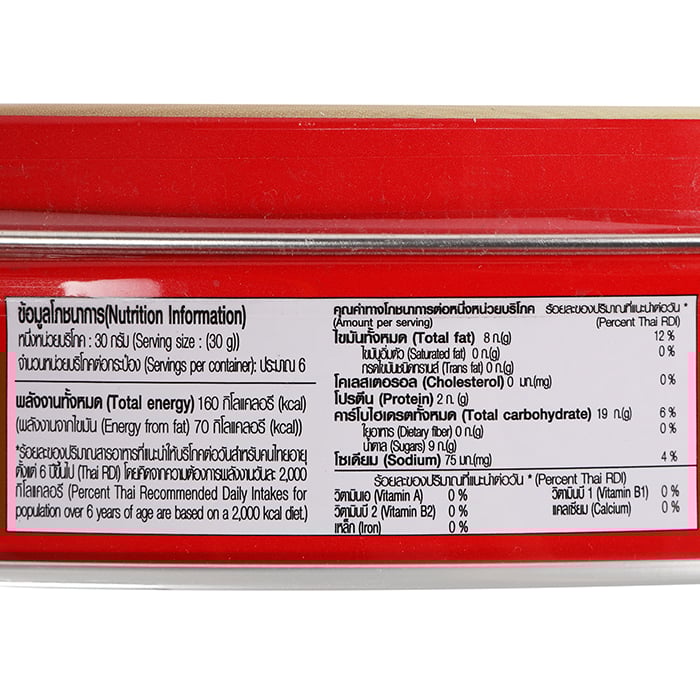 ข้อมูลโภชนาการ(Nutrition Information)
หนึ่งหน่วยบริโภค : 30 กรัม (Serving size : (30 g))
จำนวนหน่วยบริโภคต่อกระป๋อง (Servings per container): ประมาณ 6
พลังงานทั้งหมด (Total energy) 160 กิโลแคลอรี (kcal)
(พลังงานจากไขมัน (Energy from fat) 70 กิโลแคลอรี (kcal))
*ร้อยละของปริมาณสารอาหารที่แนะนำให้บริโภคต่อวันสำหรับคนไทยอายุ
ตั้งแต่ 6 ปีขึ้นไป (Thai RDI) โดยคิดจากความต้องการพลังงานวันละ 2,000
กิโลแคลอรี (Percent Thai Recommended Daily Intakes for
population over 6 years of age are based on a 2,000 kcal diet.)
คุณค่าทางโภชนาการต่อหนึ่งหน่วยบริโภค ร้อยละของปริมาณที่แนะนำต่อวัน *
(Amount per serving) (Percent Thai RDI)
ไขมันทั้งหมด (Total fat) 8 ก.(g) 12 %
ไขมันอิ่มตัว (Saturated fat) 0 ก.(g) 0 %
กรดไขมันชนิดทรานส์ (Trans fat) 0 ก.(g)
โคเลสเตอรอล (Cholesterol) 0 มก.(mg) 0 %
โปรตีน (Protein) 2 ก.(g)
คาร์โบไฮเดรตทั้งหมด (Total carbohydrate) 19 ก.(g) 6 %
ใยอาหาร (Dietary fiber) 0 ก.(g) 0 %
น้ำตาล (Sugars) 9 ก.(g)
โซเดียม (Sodium) 75 มก.(mg) 4 %
ร้อยละของปริมาณที่แนะนำต่อวัน * (Percent Thai RDI)
วิตามินเอ (Vitamin A) 0 % วิตามินบี 1 (Vitamin B1) 0 %
วิตามินบี 2 (Vitamin B2) 0 % แคลเซียม (Calcium) 0 %
เหล็ก (Iron) 0 %